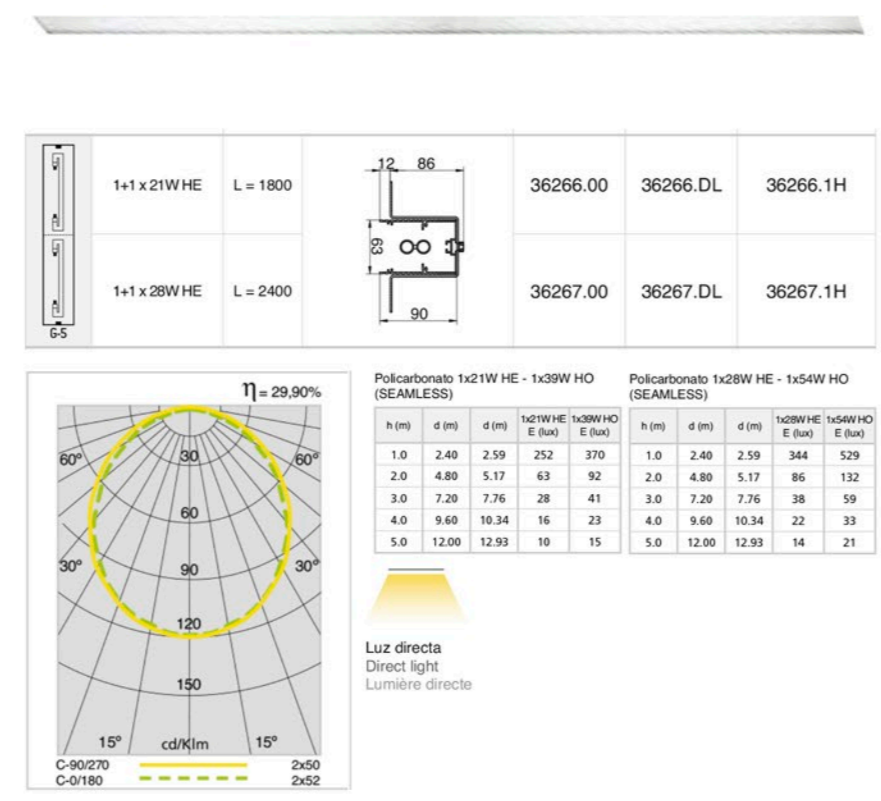 12 86
1+1 x 21W HE L = 1800 36266.00 36266.DL 36266.1H
63
1+1 x 28W HE L = 2400 36267.00 36267.DL 36267.1H
90
G-5
η = 29,90%
60° 30 60°
60
30° 90 30°
120
150
15° cd/Klm 15°
C-90/270 2x50
C-0/180 2x52
Policarbonato 1x21W HE - 1x39W HO
(SEAMLESS)
h (m) d (m) d (m) 1x21W HE E (lux) 1x39W HO E (lux)
1.0 2.40 2.59 252 370
2.0 4.80 5.17 63 92
3.0 7.20 7.76 28 41
4.0 9.60 10.34 16 23
5.0 12.00 12.93 10 15
Policarbonato 1x28W HE - 1x54W HO
(SEAMLESS)
h (m) d (m) d (m) 1x28W HE E (lux) 1x54W HO E (lux)
1.0 2.40 2.59 344 529
2.0 4.80 5.17 86 132
3.0 7.20 7.76 38 59
4.0 9.60 10.34 22 33
5.0 12.00 12.93 14 21
Luz directa
Direct light
Lumière directe